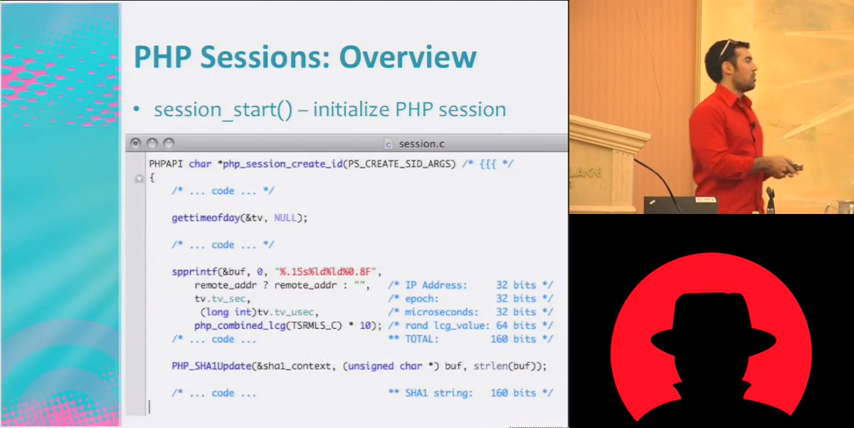 PHP Sessions: Overview
• session_start() – initialize PHP session
session.c
PHPAPI char *php_session_create_id(PS_CREATE_SID_ARGS) /* {{{ */
{
/* ... code ... */
gettimeofday(&tv, NULL);
/* ... code ... */
spprintf(&buf, 0, "%.15s%ld%ld%0.8F",
remote_addr ? remote_addr : "", /* IP Address: 32 bits */
tv.tv_sec, /* epoch: 32 bits */
(long int)tv.tv_usec, /* microseconds: 32 bits */
php_combined_lcg(TSRMLS_C) * 10); /* rand lcg_value: 64 bits */
/* ... code ... ** TOTAL: 160 bits */
PHP_SHA1Update(&sha1_context, (unsigned char *) buf, strlen(buf));
/* ... code ... ** SHA1 string: 160 bits */